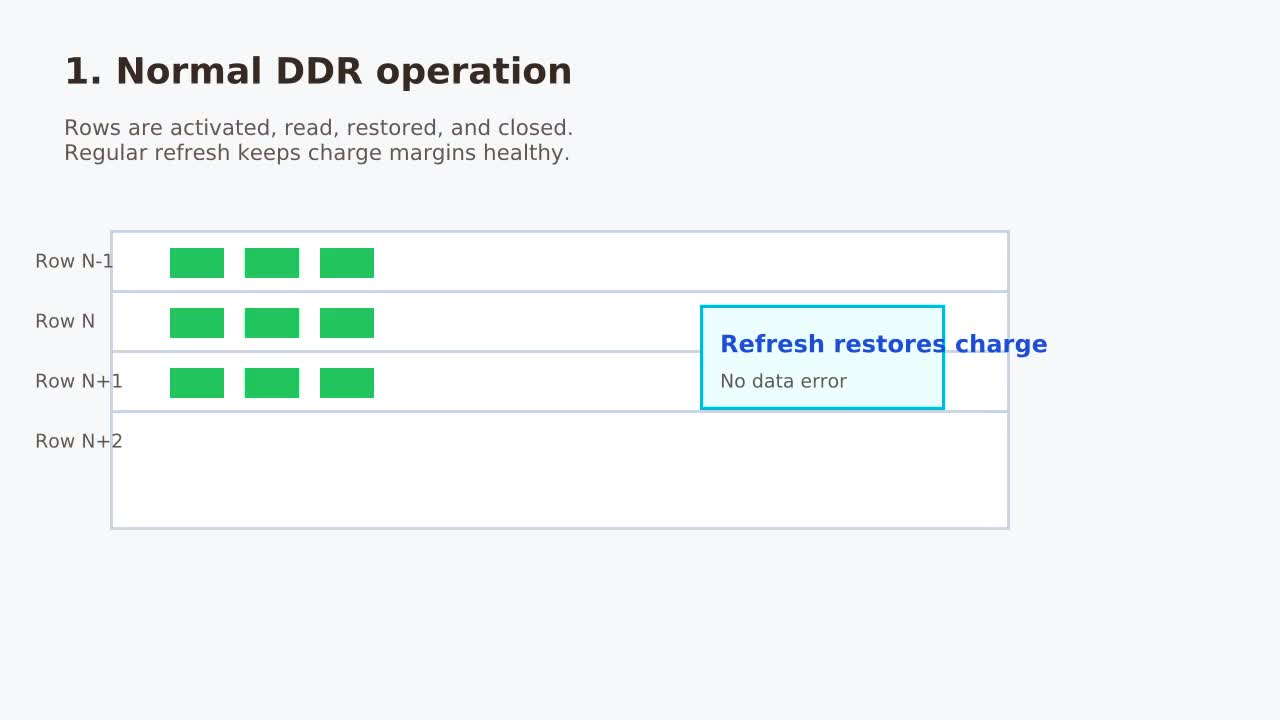 1. Normal DDR operation
Rows are activated, read, restored, and closed.
Regular refresh keeps charge margins healthy.
Row N-1
Row N
Refresh restores charge
Row N+1
No data error
Row N+2